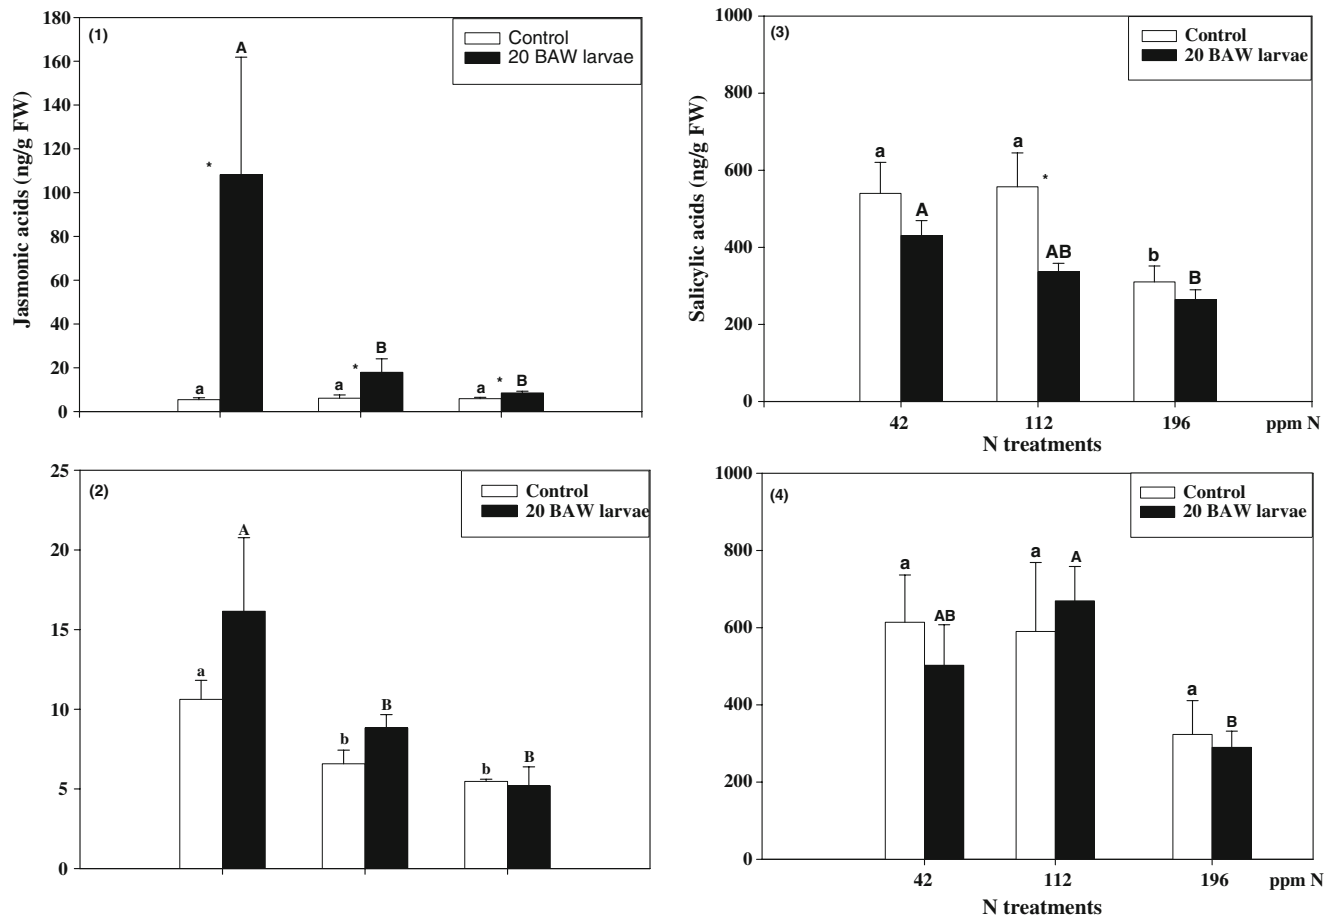 (1)
Control
20 BAW larvae
Jasmonic acids (ng/g FW)
180
160
140
120
100
80
60
40
20
0
a
*
A
a
*
B
a
*
B
(2)
Control
20 BAW larvae
25
20
15
10
5
0
a
A
b
B
b
B
(3)
Control
20 BAW larvae
Salicylic acids (ng/g FW)
1000
800
600
400
200
0
a
A
a
*
AB
b
B
42 112 196 ppm N
N treatments
(4)
Control
20 BAW larvae
1000
800
600
400
200
0
a
AB
a
A
a
B
42 112 196 ppm N
N treatments